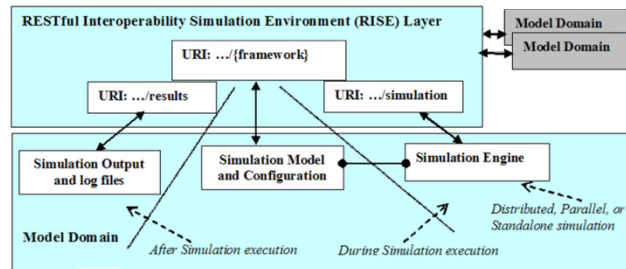 RESTful Interoperability Simulation Environment (RISE) Layer
Model Domain
Model Domain
URI: …/{framework}
URI: …/results
URI: …/simulation
Simulation Output
and log files
Simulation Model
and Configuration
Simulation Engine
Distributed, Parallel, or
Standalone simulation
Model Domain
After Simulation execution
During Simulation execution